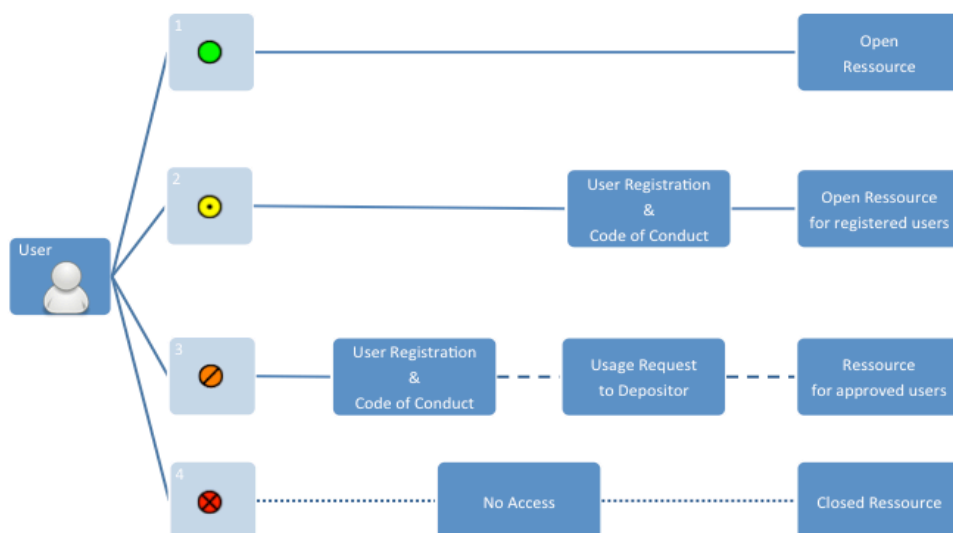 1
Open
Ressource
2
User Registration
&
Code of Conduct
Open Ressource
for registered users
User
3
User Registration
&
Code of Conduct
Usage Request
to Depositor
Ressource
for approved users
4
No Access
Closed Ressource